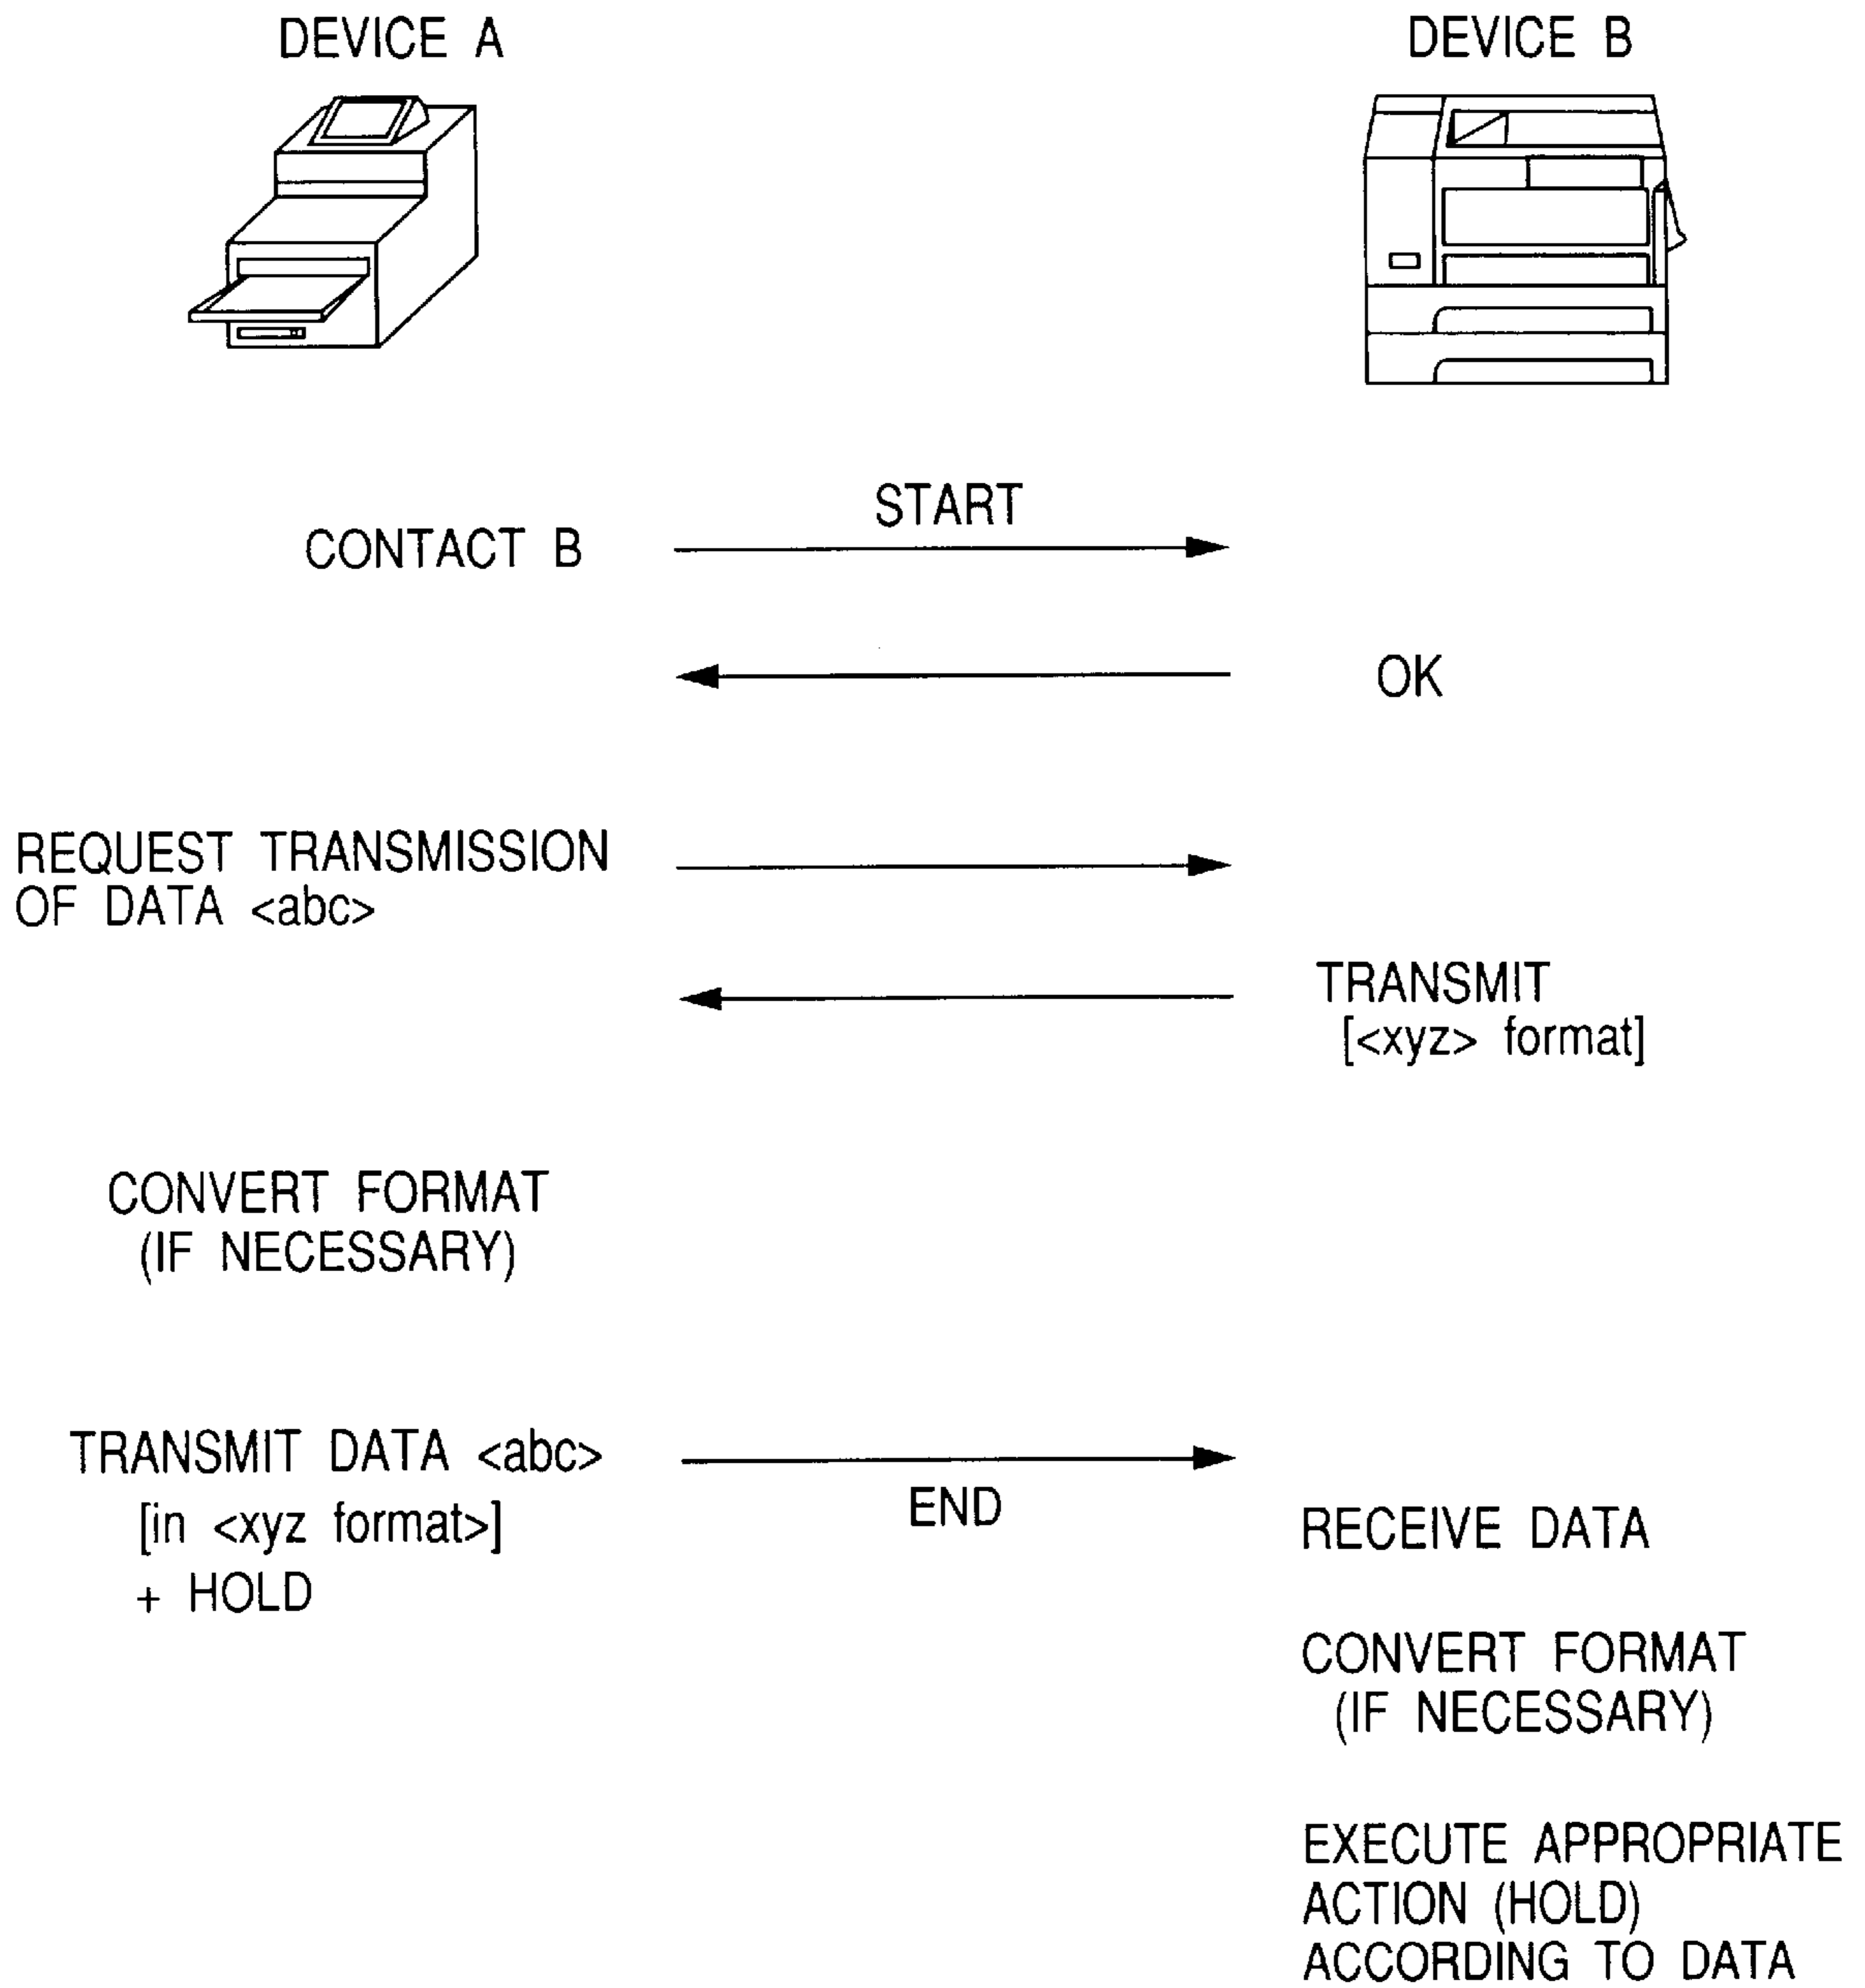 DEVICE A
DEVICE B
START
CONTACT B
OK
REQUEST TRANSMISSION
OF DATA <abc>
TRANSMIT
[<xyz> format]
CONVERT FORMAT
(IF NECESSARY)
TRANSMIT DATA <abc>
[in <xyz format>]
+ HOLD
END
RECEIVE DATA
CONVERT FORMAT
(IF NECESSARY)
EXECUTE APPROPRIATE
ACTION (HOLD)
ACCORDING TO DATA